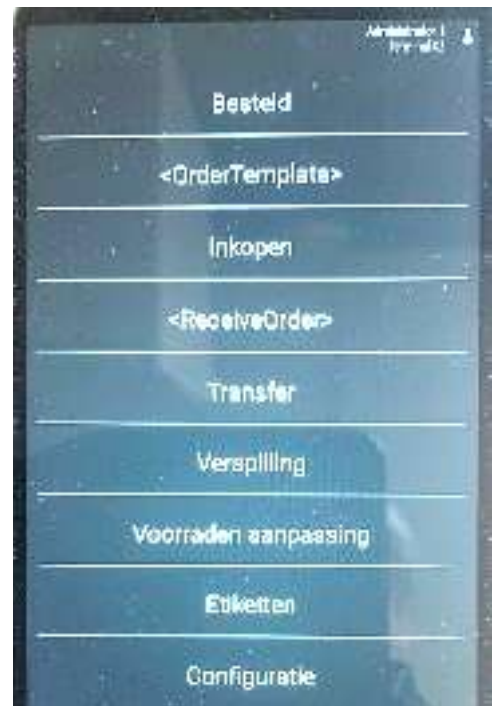 Besteld
<OrderTemplate>
Inkopen
<ReceiveOrder>
Transfer
Verspilling
Voorraden aanpassing
Etiketten
Configuratie